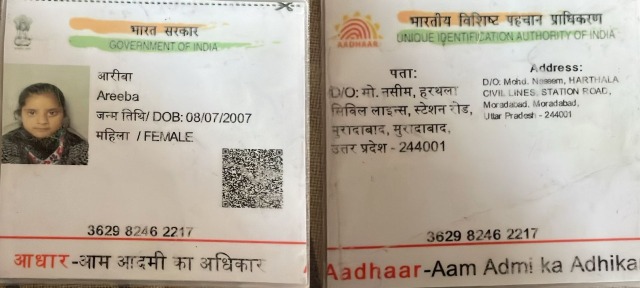 भारत सरकार
GOVERNMENT OF INDIA
आरीबा
Areeba
जन्म तिथि/ DOB: 08/07/2007
महिला / FEMALE
3629 8246 2217
आधार-आम आदमी का अधिकार
भारतीय विशिष्ट पहचान प्राधिकरण
UNIQUE IDENTIFICATION AUTHORITY OF INDIA
AADHAAR
पता:
D/O: मो. नसीम, हरथला
सिविल लाइन्स, स्टेशन रोड,
मुरादाबाद, मुरादाबाद,
उत्तर प्रदेश - 244001
Address:
D/O: Mohd. Naseem, HARTHALA
CIVIL LINES, STATION ROAD,
Moradabad, Moradabad,
Uttar Pradesh - 244001
3629 8246 2217
Aadhaar-Aam Admi ka Adhika